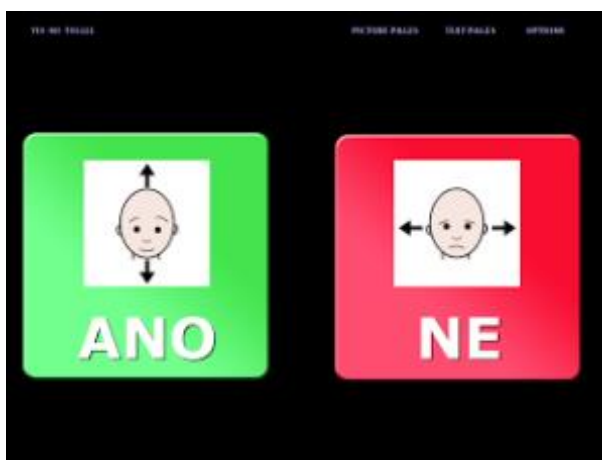 YES NO TOGGLE
PICTURE PAGES TEXT PAGES OPTIONS
ANO
NE